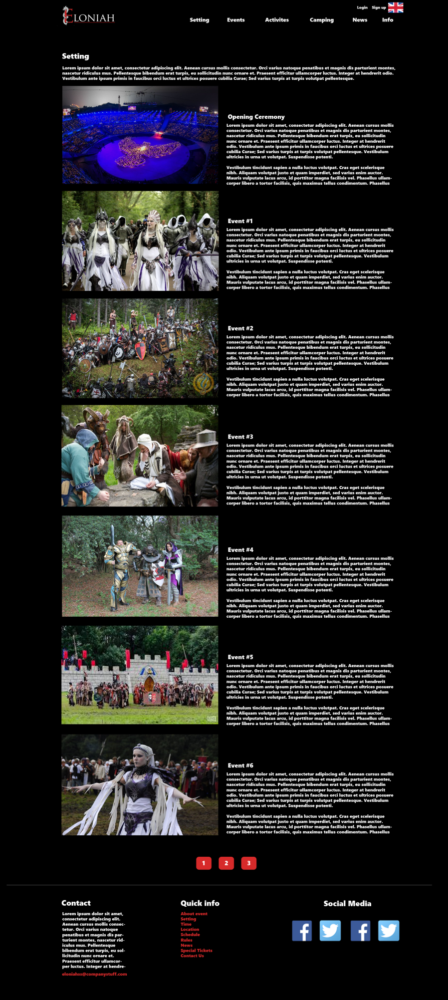 ELONIAH
Login Sign up
Setting Events Activites Camping News Info
Setting
Lorem ipsum dolor sit amet, consectetur adipiscing elit. Aenean cursus mollis consectetur. Orci varius natoque penatibus et magnis dis parturient montes,
nascetur ridiculus mus. Pellentesque bibendum erat turpis, eu sollicitudin nunc ornare et. Praesent efficitur ullamcorper luctus. Integer at hendrerit odio.
Vestibulum ante ipsum primis in faucibus orci luctus et ultrices posuere cubilia Curae; Sed varius turpis at turpis volutpat pellentesque.
Opening Ceremony
Lorem ipsum dolor sit amet, consectetur adipiscing elit. Aenean cursus mollis
consectetur. Orci varius natoque penatibus et magnis dis parturient montes,
nascetur ridiculus mus. Pellentesque bibendum erat turpis, eu sollicitudin
nunc ornare et. Praesent efficitur ullamcorper luctus. Integer at hendrerit
odio. Vestibulum ante ipsum primis in faucibus orci luctus et ultrices posuere
cubilia Curae; Sed varius turpis at turpis volutpat pellentesque. Vestibulum
ultricies in urna ut volutpat. Suspendisse potenti.
Vestibulum tincidunt sapien a nulla luctus volutpat. Cras eget scelerisque
nibh. Aliquam volutpat justo et quam imperdiet, sed varius enim auctor.
Mauris vulputate lacus arcu, id porttitor magna facilisis vel. Phasellus ullam-
corper libero a tortor facilisis, quis maximus tellus condimentum. Phasellus
Event #1
Lorem ipsum dolor sit amet, consectetur adipiscing elit. Aenean cursus mollis
consectetur. Orci varius natoque penatibus et magnis dis parturient montes,
nascetur ridiculus mus. Pellentesque bibendum erat turpis, eu sollicitudin
nunc ornare et. Praesent efficitur ullamcorper luctus. Integer at hendrerit
odio. Vestibulum ante ipsum primis in faucibus orci luctus et ultrices posuere
cubilia Curae; Sed varius turpis at turpis volutpat pellentesque. Vestibulum
ultricies in urna ut volutpat. Suspendisse potenti.
Vestibulum tincidunt sapien a nulla luctus volutpat. Cras eget scelerisque
nibh. Aliquam volutpat justo et quam imperdiet, sed varius enim auctor.
Mauris vulputate lacus arcu, id porttitor magna facilisis vel. Phasellus ullam-
corper libero a tortor facilisis, quis maximus tellus condimentum. Phasellus
Event #2
Lorem ipsum dolor sit amet, consectetur adipiscing elit. Aenean cursus mollis
consectetur. Orci varius natoque penatibus et magnis dis parturient montes,
nascetur ridiculus mus. Pellentesque bibendum erat turpis, eu sollicitudin
nunc ornare et. Praesent efficitur ullamcorper luctus. Integer at hendrerit
odio. Vestibulum ante ipsum primis in faucibus orci luctus et ultrices posuere
cubilia Curae; Sed varius turpis at turpis volutpat pellentesque. Vestibulum
ultricies in urna ut volutpat. Suspendisse potenti.
Vestibulum tincidunt sapien a nulla luctus volutpat. Cras eget scelerisque
nibh. Aliquam volutpat justo et quam imperdiet, sed varius enim auctor.
Mauris vulputate lacus arcu, id porttitor magna facilisis vel. Phasellus ullam-
corper libero a tortor facilisis, quis maximus tellus condimentum. Phasellus
Event #3
Lorem ipsum dolor sit amet, consectetur adipiscing elit. Aenean cursus mollis
consectetur. Orci varius natoque penatibus et magnis dis parturient montes,
nascetur ridiculus mus. Pellentesque bibendum erat turpis, eu sollicitudin
nunc ornare et. Praesent efficitur ullamcorper luctus. Integer at hendrerit
odio. Vestibulum ante ipsum primis in faucibus orci luctus et ultrices posuere
cubilia Curae; Sed varius turpis at turpis volutpat pellentesque. Vestibulum
ultricies in urna ut volutpat. Suspendisse potenti.
Vestibulum tincidunt sapien a nulla luctus volutpat. Cras eget scelerisque
nibh. Aliquam volutpat justo et quam imperdiet, sed varius enim auctor.
Mauris vulputate lacus arcu, id porttitor magna facilisis vel. Phasellus ullam-
corper libero a tortor facilisis, quis maximus tellus condimentum. Phasellus
Event #4
Lorem ipsum dolor sit amet, consectetur adipiscing elit. Aenean cursus mollis
consectetur. Orci varius natoque penatibus et magnis dis parturient montes,
nascetur ridiculus mus. Pellentesque bibendum erat turpis, eu sollicitudin
nunc ornare et. Praesent efficitur ullamcorper luctus. Integer at hendrerit
odio. Vestibulum ante ipsum primis in faucibus orci luctus et ultrices posuere
cubilia Curae; Sed varius turpis at turpis volutpat pellentesque. Vestibulum
ultricies in urna ut volutpat. Suspendisse potenti.
Vestibulum tincidunt sapien a nulla luctus volutpat. Cras eget scelerisque
nibh. Aliquam volutpat justo et quam imperdiet, sed varius enim auctor.
Mauris vulputate lacus arcu, id porttitor magna facilisis vel. Phasellus ullam-
corper libero a tortor facilisis, quis maximus tellus condimentum. Phasellus
Event #5
Lorem ipsum dolor sit amet, consectetur adipiscing elit. Aenean cursus mollis
consectetur. Orci varius natoque penatibus et magnis dis parturient montes,
nascetur ridiculus mus. Pellentesque bibendum erat turpis, eu sollicitudin
nunc ornare et. Praesent efficitur ullamcorper luctus. Integer at hendrerit
odio. Vestibulum ante ipsum primis in faucibus orci luctus et ultrices posuere
cubilia Curae; Sed varius turpis at turpis volutpat pellentesque. Vestibulum
ultricies in urna ut volutpat. Suspendisse potenti.
Vestibulum tincidunt sapien a nulla luctus volutpat. Cras eget scelerisque
nibh. Aliquam volutpat justo et quam imperdiet, sed varius enim auctor.
Mauris vulputate lacus arcu, id porttitor magna facilisis vel. Phasellus ullam-
corper libero a tortor facilisis, quis maximus tellus condimentum. Phasellus
Event #6
Lorem ipsum dolor sit amet, consectetur adipiscing elit. Aenean cursus mollis
consectetur. Orci varius natoque penatibus et magnis dis parturient montes,
nascetur ridiculus mus. Pellentesque bibendum erat turpis, eu sollicitudin
nunc ornare et. Praesent efficitur ullamcorper luctus. Integer at hendrerit
odio. Vestibulum ante ipsum primis in faucibus orci luctus et ultrices posuere
cubilia Curae; Sed varius turpis at turpis volutpat pellentesque. Vestibulum
ultricies in urna ut volutpat. Suspendisse potenti.
Vestibulum tincidunt sapien a nulla luctus volutpat. Cras eget scelerisque
nibh. Aliquam volutpat justo et quam imperdiet, sed varius enim auctor.
Mauris vulputate lacus arcu, id porttitor magna facilisis vel. Phasellus ullam-
corper libero a tortor facilisis, quis maximus tellus condimentum. Phasellus
1 2 3
Contact
Lorem ipsum dolor sit amet,
consectetur adipiscing elit.
Aenean cursus mollis consec-
tetur. Orci varius natoque
penatibus et magnis dis par-
turient montes, nascetur rid-
iculus mus. Pellentesque
bibendum erat turpis, eu sol-
licitudin nunc ornare et.
Praesent efficitur ullamcor-
per luctus. Integer at hendre-
eloniahss@companystuff.com
Quick info
About event
Setting
Time
Location
Schedule
Rules
News
Special Tickets
Contact Us
Social Media